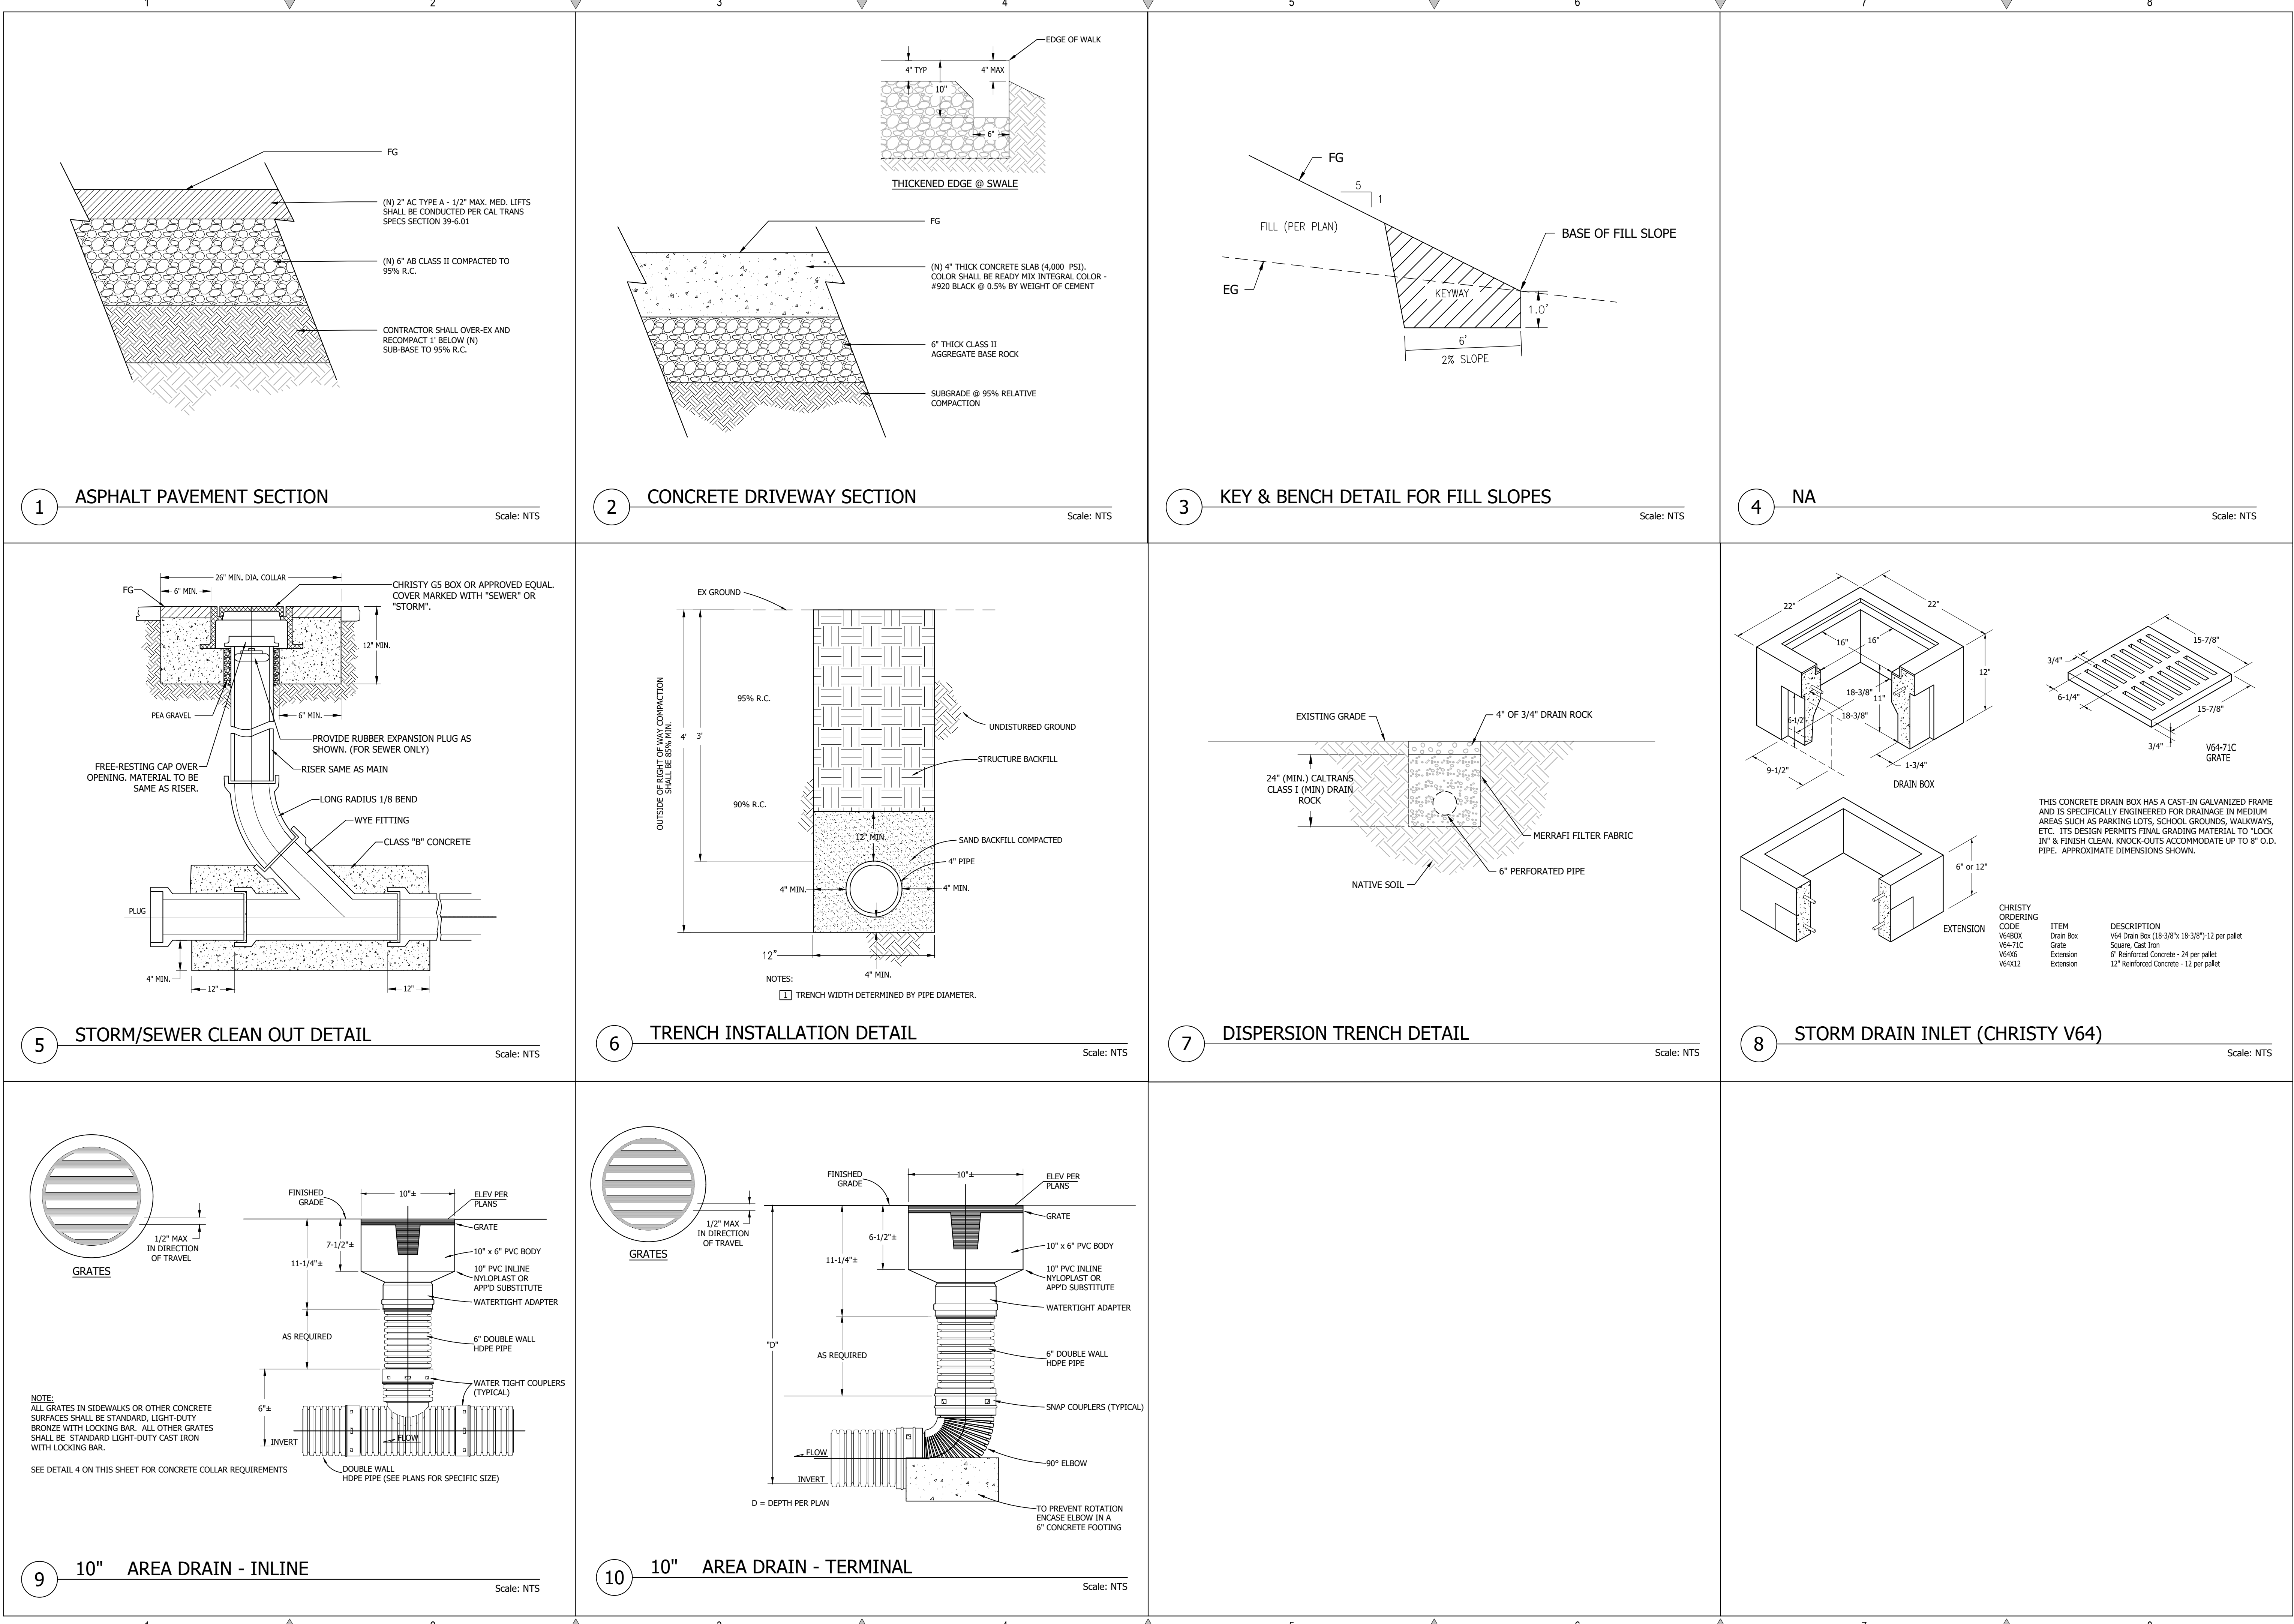 1
2
3
4
5
6
7
8
FG
(N) 2" AC TYPE A - 1/2" MAX. MED. LIFTS
SHALL BE CONDUCTED PER CAL TRANS
SPECS SECTION 39-6.01
(N) 6" AB CLASS II COMPACTED TO
95% R.C.
CONTRACTOR SHALL OVER-EX AND
RECOMPACT 1' BELOW (N)
SUB-BASE TO 95% R.C.
1
ASPHALT PAVEMENT SECTION
Scale: NTS
EDGE OF WALK
4" TYP
4" MAX
10"
6"
THICKENED EDGE @ SWALE
FG
(N) 4" THICK CONCRETE SLAB (4,000 PSI).
COLOR SHALL BE READY MIX INTEGRAL COLOR -
#920 BLACK @ 0.5% BY WEIGHT OF CEMENT
6" THICK CLASS II
AGGREGATE BASE ROCK
SUBGRADE @ 95% RELATIVE
COMPACTION
2
CONCRETE DRIVEWAY SECTION
Scale: NTS
FG
5
1
FILL (PER PLAN)
BASE OF FILL SLOPE
EG
KEYWAY
1.0'
6'
2% SLOPE
3
KEY & BENCH DETAIL FOR FILL SLOPES
Scale: NTS
4
NA
Scale: NTS
26" MIN. DIA. COLLAR
FG
6" MIN.
CHRISTY G5 BOX OR APPROVED EQUAL.
COVER MARKED WITH "SEWER" OR
"STORM".
12" MIN.
PEA GRAVEL
6" MIN.
PROVIDE RUBBER EXPANSION PLUG AS
SHOWN. (FOR SEWER ONLY)
FREE-RESTING CAP OVER
OPENING. MATERIAL TO BE
SAME AS RISER.
RISER SAME AS MAIN
LONG RADIUS 1/8 BEND
WYE FITTING
CLASS "B" CONCRETE
PLUG
4" MIN.
12"
12"
5
STORM/SEWER CLEAN OUT DETAIL
Scale: NTS
EX GROUND
OUTSIDE OF RIGHT OF WAY COMPACTION
SHALL BE 85% MIN.
4'
3'
95% R.C.
90% R.C.
UNDISTURBED GROUND
STRUCTURE BACKFILL
12" MIN.
SAND BACKFILL COMPACTED
4" PIPE
4" MIN.
4" MIN.
12"
4" MIN.
NOTES:
1 TRENCH WIDTH DETERMINED BY PIPE DIAMETER.
6
TRENCH INSTALLATION DETAIL
Scale: NTS
EXISTING GRADE
4" OF 3/4" DRAIN ROCK
24" (MIN.) CALTRANS
CLASS I (MIN) DRAIN
ROCK
MERRAFI FILTER FABRIC
6" PERFORATED PIPE
NATIVE SOIL
7
DISPERSION TRENCH DETAIL
Scale: NTS
22"
22"
16"
16"
12"
18-3/8"
11"
18-3/8"
6-1/2"
9-1/2"
1-3/4"
DRAIN BOX
15-7/8"
3/4"
6-1/4"
15-7/8"
3/4"
V64-71C
GRATE
THIS CONCRETE DRAIN BOX HAS A CAST-IN GALVANIZED FRAME
AND IS SPECIFICALLY ENGINEERED FOR DRAINAGE IN MEDIUM
AREAS SUCH AS PARKING LOTS, SCHOOL GROUNDS, WALKWAYS,
ETC. ITS DESIGN PERMITS FINAL GRADING MATERIAL TO "LOCK
IN" & FINISH CLEAN. KNOCK-OUTS ACCOMMODATE UP TO 8" O.D.
PIPE. APPROXIMATE DIMENSIONS SHOWN.
6" or 12"
EXTENSION
CHRISTY
ORDERING
CODE ITEM DESCRIPTION
V64BOX Drain Box V64 Drain Box (18-3/8"x 18-3/8")-12 per pallet
V64-71C Grate Square, Cast Iron
V64X6 Extension 6" Reinforced Concrete - 24 per pallet
V64X12 Extension 12" Reinforced Concrete - 12 per pallet
8
STORM DRAIN INLET (CHRISTY V64)
Scale: NTS
1/2" MAX
IN DIRECTION
OF TRAVEL
GRATES
FINISHED
GRADE
10"±
ELEV PER
PLANS
GRATE
7-1/2"±
11-1/4"±
10" x 6" PVC BODY
10" PVC INLINE
NYLOPLAST OR
APP'D SUBSTITUTE
WATERTIGHT ADAPTER
AS REQUIRED
6" DOUBLE WALL
HDPE PIPE
WATER TIGHT COUPLERS
(TYPICAL)
6"±
INVERT
FLOW
DOUBLE WALL
HDPE PIPE (SEE PLANS FOR SPECIFIC SIZE)
NOTE:
ALL GRATES IN SIDEWALKS OR OTHER CONCRETE
SURFACES SHALL BE STANDARD, LIGHT-DUTY
BRONZE WITH LOCKING BAR. ALL OTHER GRATES
SHALL BE STANDARD LIGHT-DUTY CAST IRON
WITH LOCKING BAR.
SEE DETAIL 4 ON THIS SHEET FOR CONCRETE COLLAR REQUIREMENTS
9
10" AREA DRAIN - INLINE
Scale: NTS
1/2" MAX
IN DIRECTION
OF TRAVEL
GRATES
FINISHED
GRADE
10"±
ELEV PER
PLANS
GRATE
6-1/2"±
11-1/4"±
10" x 6" PVC BODY
10" PVC INLINE
NYLOPLAST OR
APP'D SUBSTITUTE
WATERTIGHT ADAPTER
"D"
AS REQUIRED
6" DOUBLE WALL
HDPE PIPE
SNAP COUPLERS (TYPICAL)
FLOW
90° ELBOW
INVERT
D = DEPTH PER PLAN
TO PREVENT ROTATION
ENCASE ELBOW IN A
6" CONCRETE FOOTING
10
10" AREA DRAIN - TERMINAL
Scale: NTS